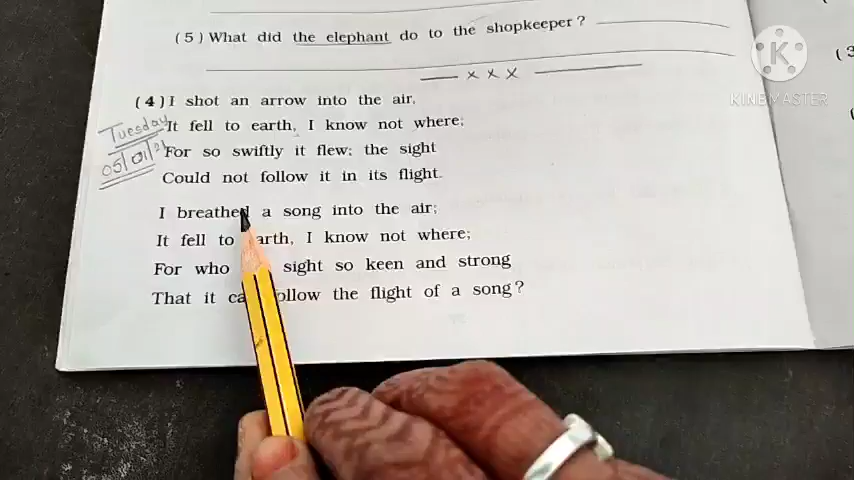 (5) What did the elephant do to the shopkeeper?
x x x
K
KINEMASTER
(3
(4) I shot an arrow into the air,
It fell to earth, I know not where;
For so swiftly it flew; the sight
Could not follow it in its flight.
Tuesday
05/01/21
I breathed a song into the air;
It fell to earth, I know not where;
For who sight so keen and strong
That it follow the flight of a song?